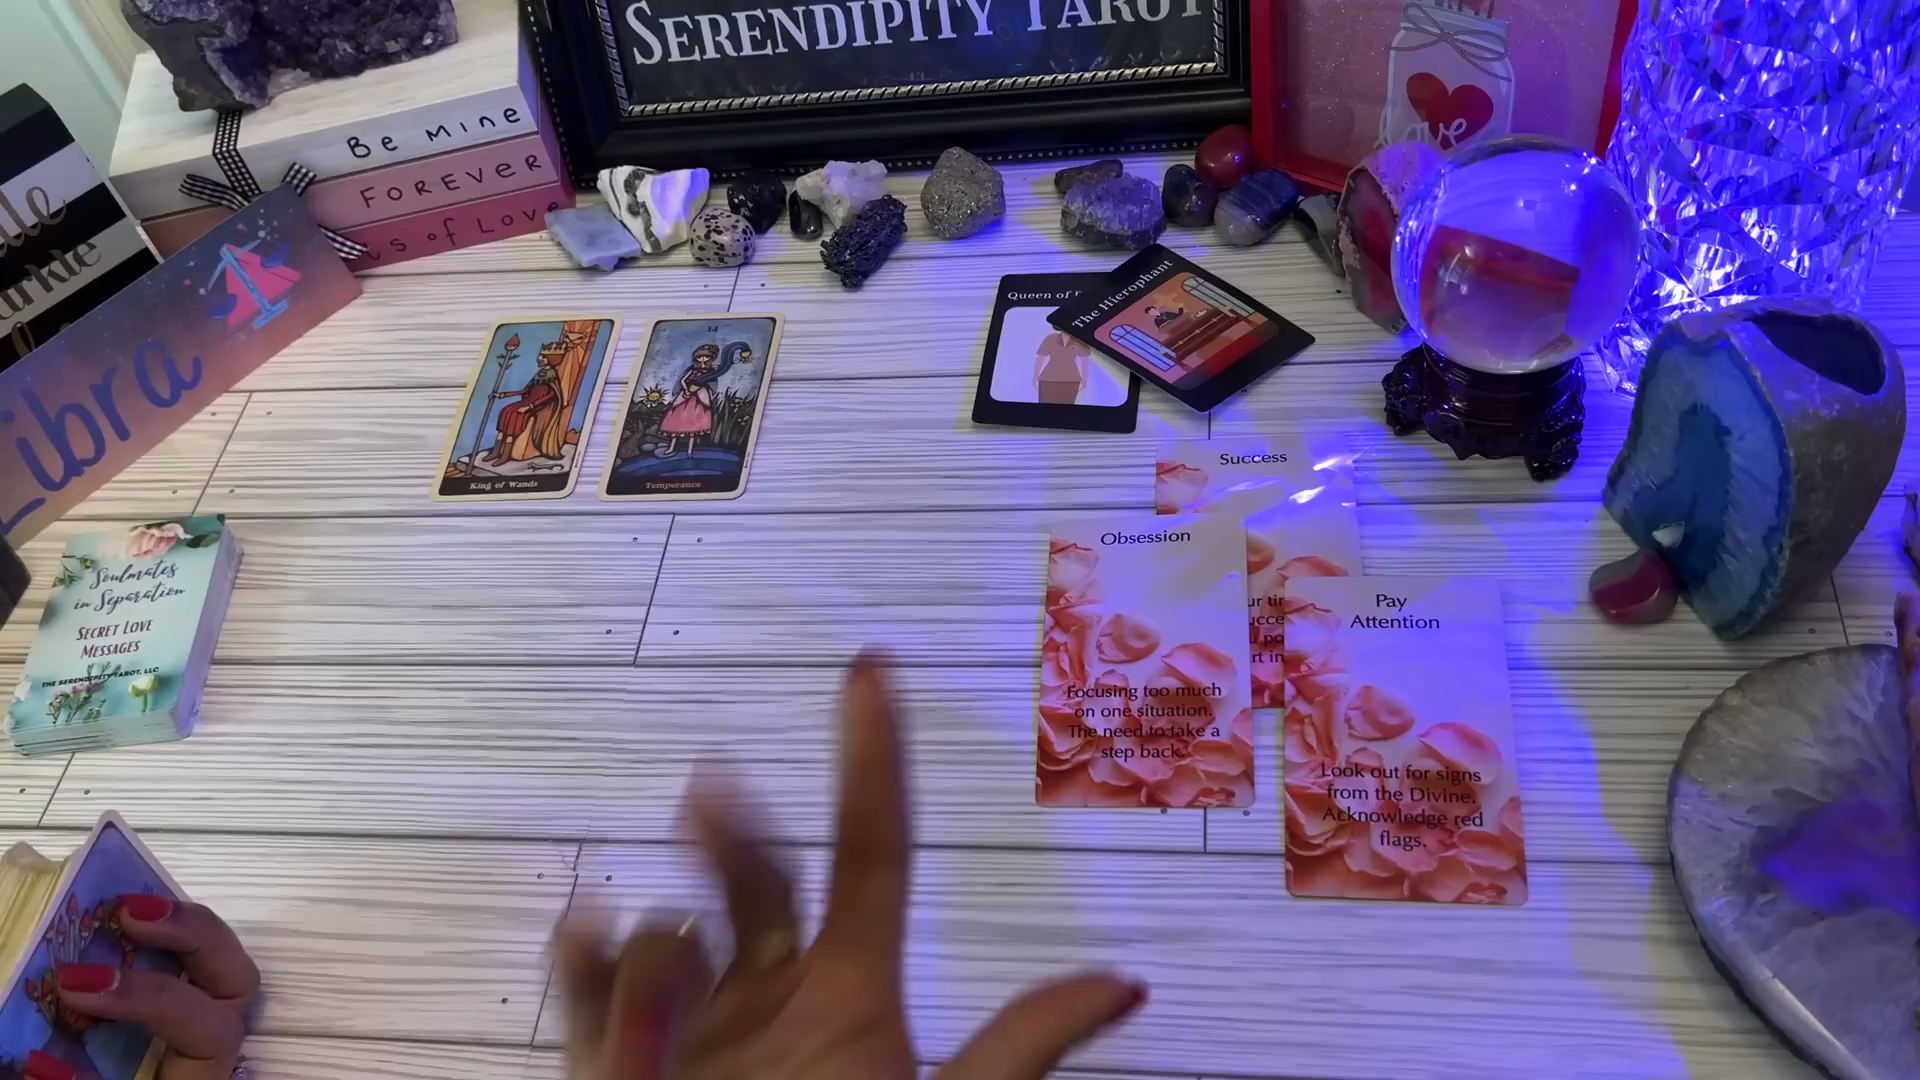 SERENDIPITY TAROT
Be Mine
FOREVER
of Love
Love
Libra
Queen of
The Hierophant
14
King of Wands
Temperance
Success
Soulmates
in Separation
SECRET LOVE
MESSAGES
THE SERENDIPITY TAROT, LLC
Obsession
Focusing too much
on one situation.
The need to take a
step back.
Pay
Attention
Look out for signs
from the Divine.
Acknowledge red
flags.